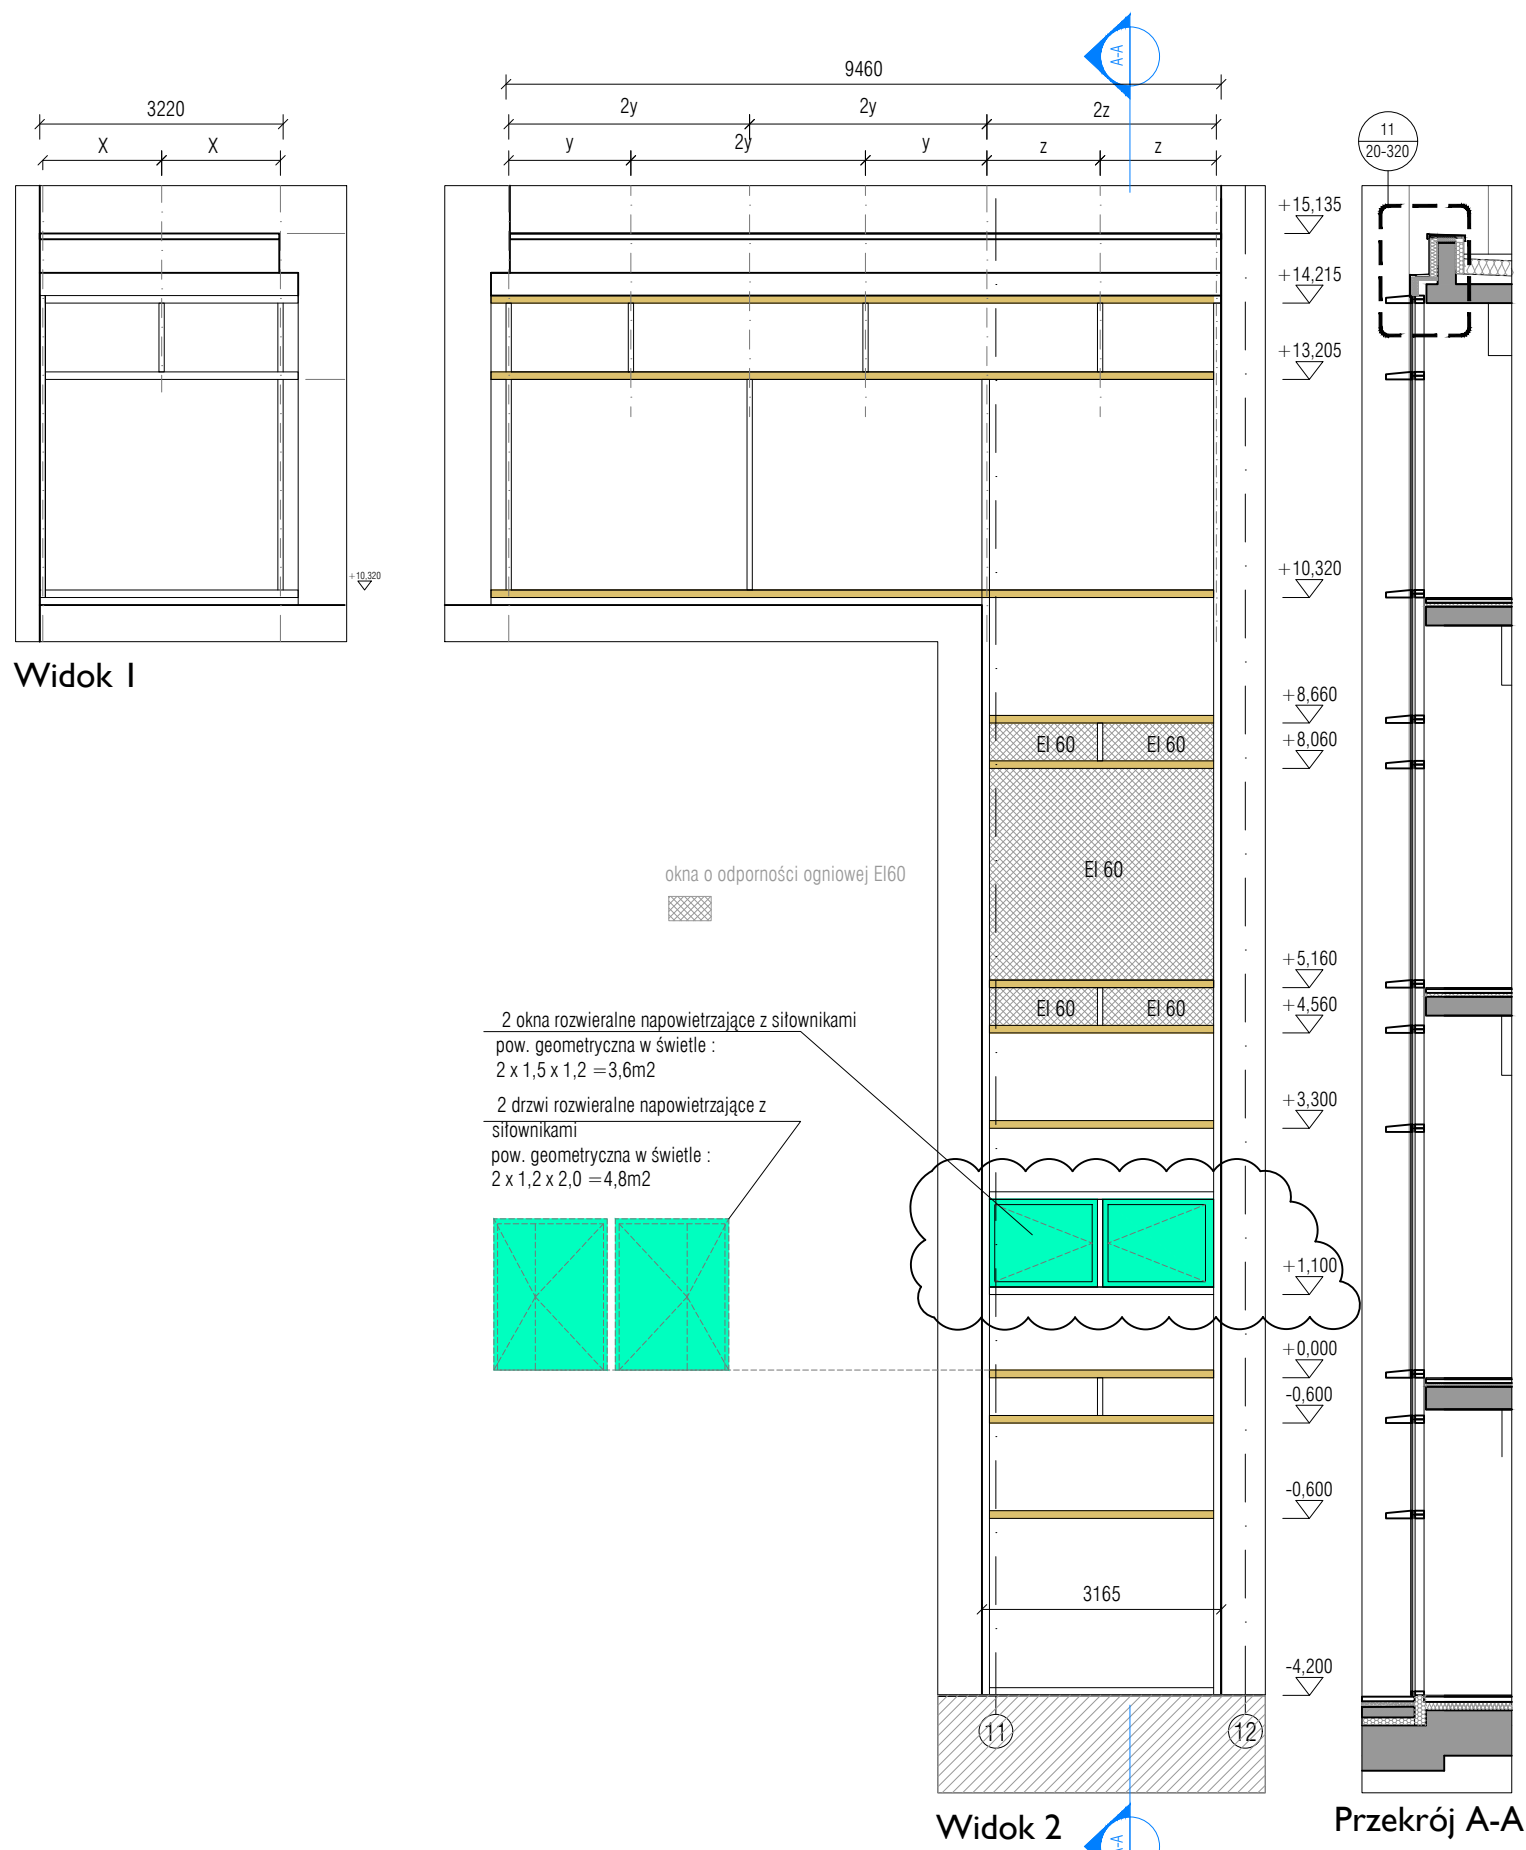 A-A
9460
3220
2y
2y
2z
X
X
y
2y
y
z
z
11
20-320
+15,135
+14,215
+13,205
+10,320
+10,320
Widok 1
+8,660
+8,060
EI 60
EI 60
EI 60
okna o odporności ogniowej EI60
+5,160
+4,560
EI 60
EI 60
2 okna rozwieralne napowietrzające z siłownikami
pow. geometryczna w świetle :
2 x 1,5 x 1,2 =3,6m2
2 drzwi rozwieralne napowietrzające z
siłownikami
pow. geometryczna w świetle :
2 x 1,2 x 2,0 =4,8m2
+3,300
+1,100
+0,000
-0,600
-0,600
3165
-4,200
11
12
Widok 2
A-A
Przekrój A-A